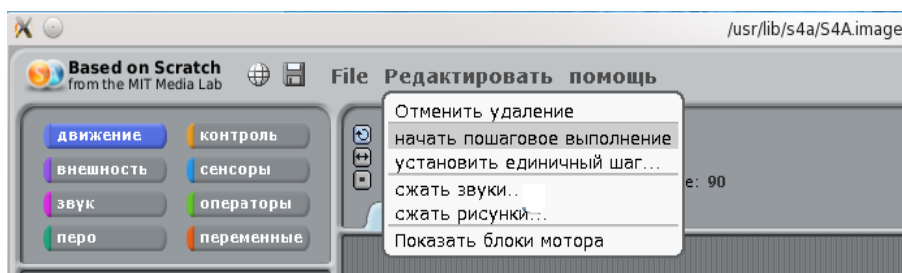 /usr/lib/s4a/S4A.image
Based on Scratch
from the MIT Media Lab
File Редактировать помощь
Отменить удаление
начать пошаговое выполнение
установить единичный шаг...
сжать звуки..
сжать рисунки...
Показать блоки мотора
движение контроль
внешность сенсоры
звук операторы
перо переменные
e: 90